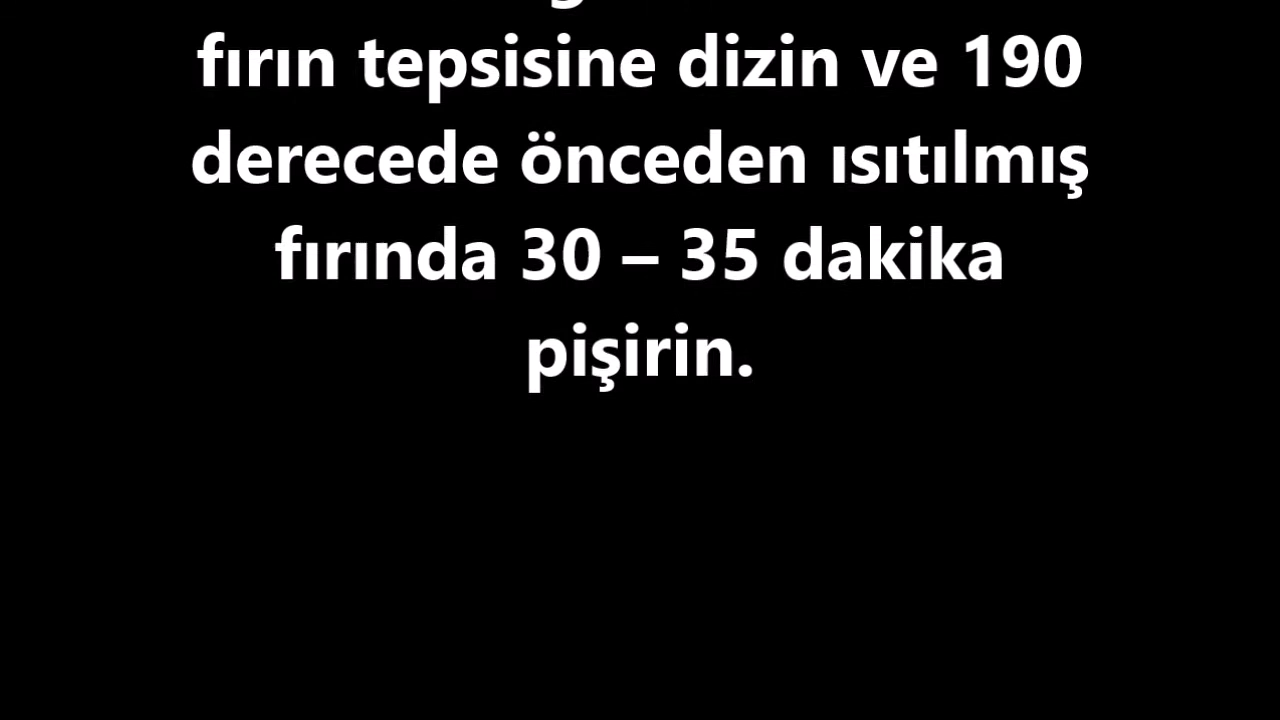 fırın tepsisine dizin ve 190
derecede önceden ısıtılmış
fırında 30 – 35 dakika
pişirin.